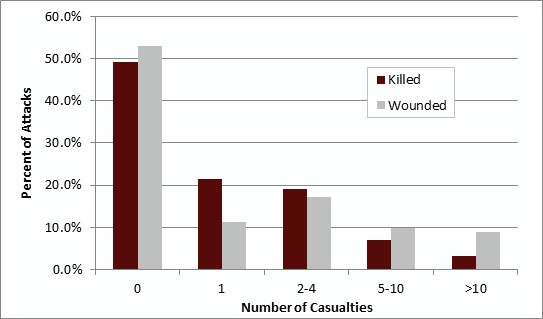 60.0%
50.0%
40.0%
30.0%
20.0%
10.0%
0.0%
Percent of Attacks
Killed
Wounded
0 1 2-4 5-10 >10
Number of Casualties